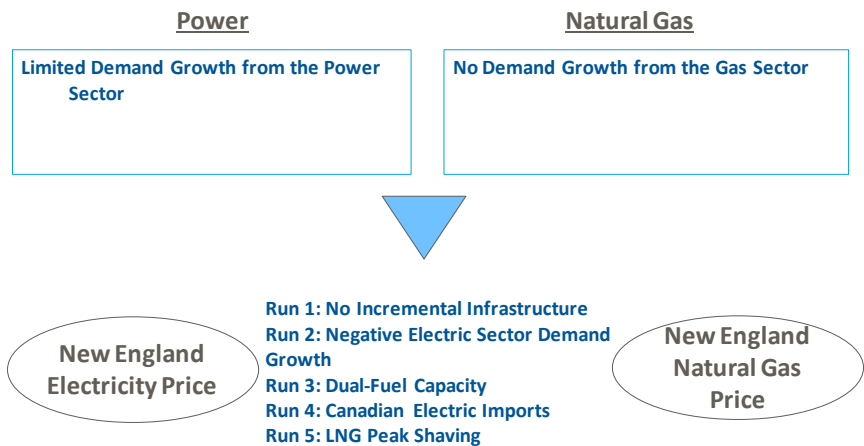 Power
Natural Gas
Limited Demand Growth from the Power
Sector
No Demand Growth from the Gas Sector
Run 1: No Incremental Infrastructure
Run 2: Negative Electric Sector Demand
Growth
Run 3: Dual-Fuel Capacity
Run 4: Canadian Electric Imports
Run 5: LNG Peak Shaving
New England
Electricity Price
New England
Natural Gas
Price